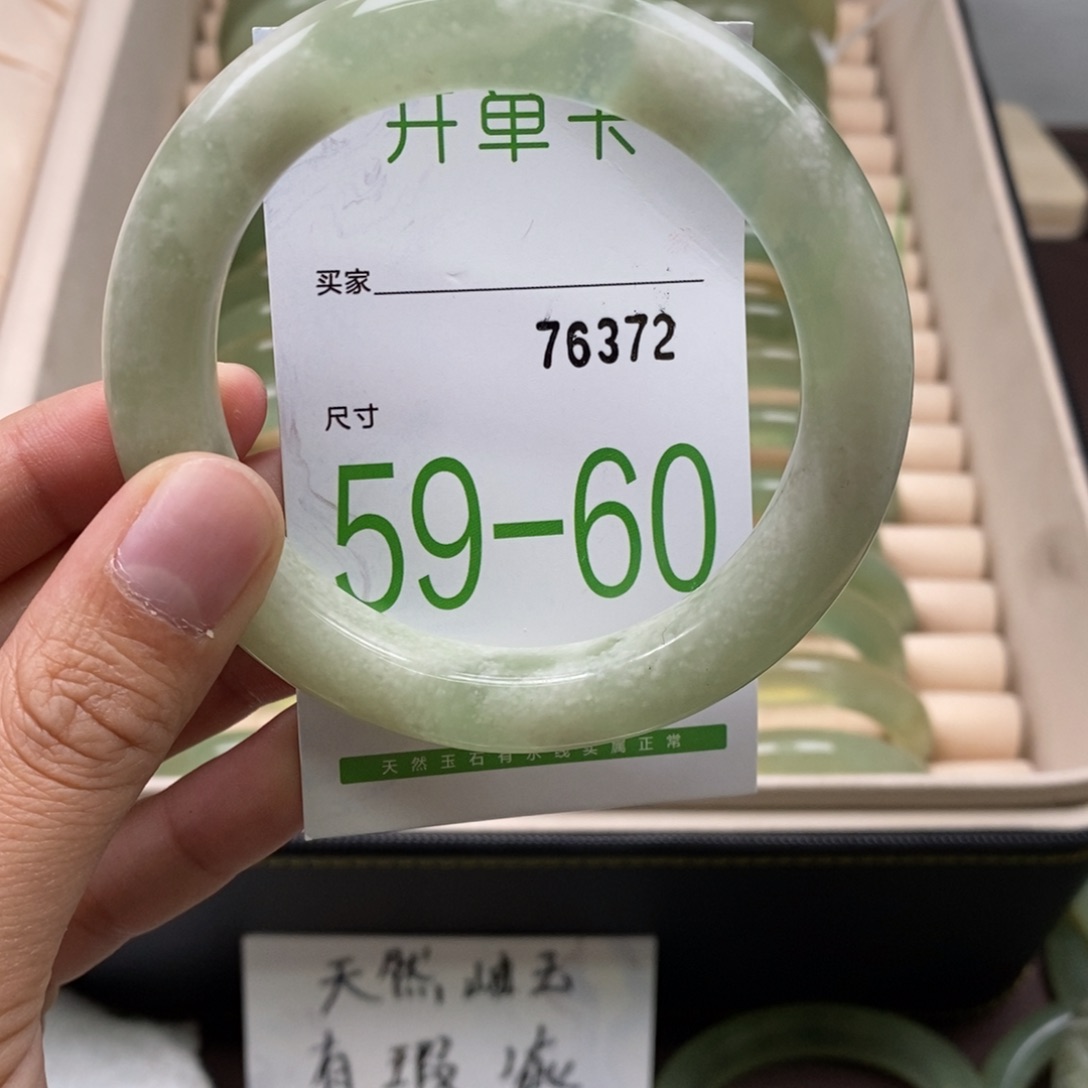 开单卡
买家
76372
尺寸
59-60
天然玉石有水线实属正常
天然岫玉
有瑕疵